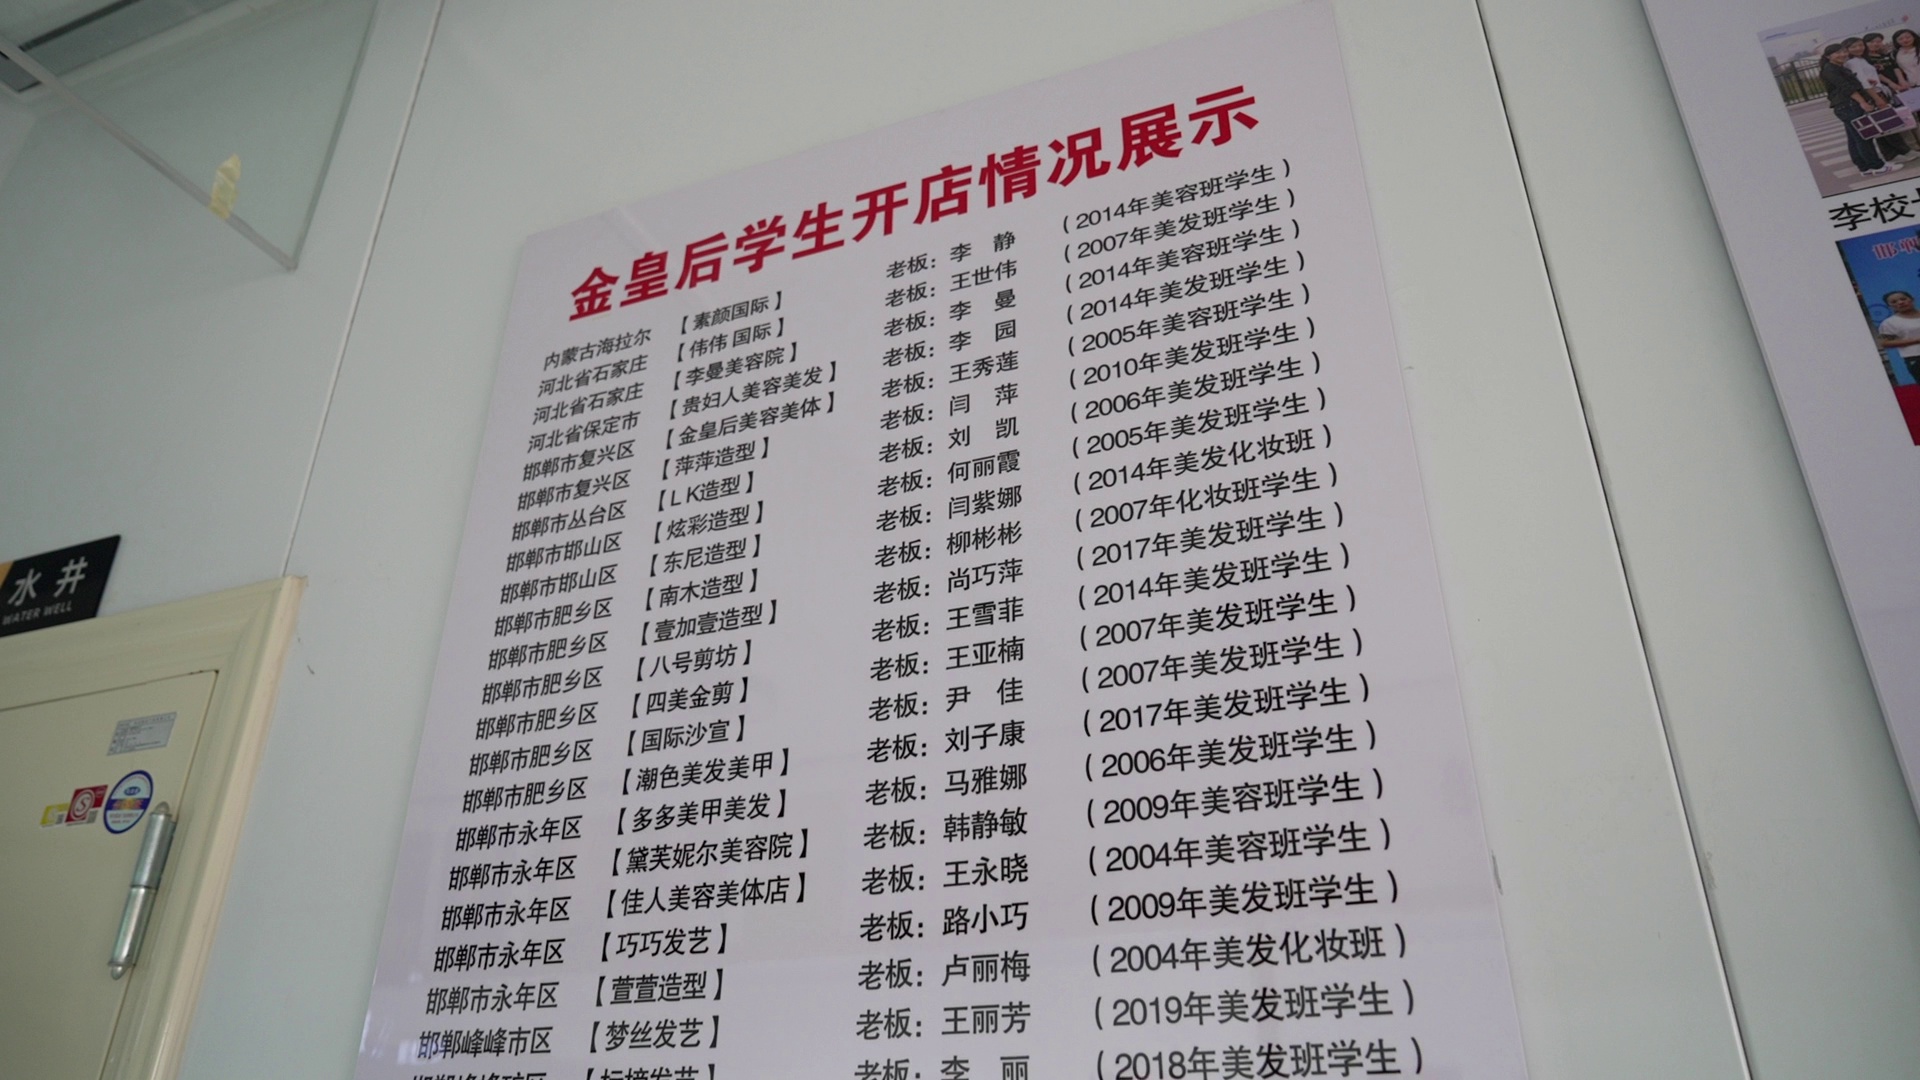 金皇后学生开店情况展示
内蒙古海拉尔 【素颜国际】 老板：李 静 （2014年美容班学生）
河北省石家庄 【伟伟 国际】 老板：王世伟 （2007年美发班学生）
河北省石家庄 【李曼美容院】 老板：李 曼 （2014年美容班学生）
河北省保定市 【贵妇人美容美发】 老板：李 园 （2014年美发班学生）
邯郸市复兴区 【金皇后美容美体】 老板：王秀莲 （2005年美容班学生）
邯郸市复兴区 【萍萍造型】 老板：闫 萍 （2010年美发班学生）
邯郸市丛台区 【LK造型】 老板：刘 凯 （2006年美发班学生）
邯郸市邯山区 【炫彩造型】 老板：何丽霞 （2005年美发班学生）
邯郸市邯山区 【东尼造型】 老板：闫紫娜 （2014年美发化妆班）
邯郸市肥乡区 【南木造型】 老板：柳彬彬 （2007年化妆班学生）
邯郸市肥乡区 【壹加壹造型】 老板：尚巧萍 （2017年美发班学生）
邯郸市肥乡区 【八号剪坊】 老板：王雪菲 （2014年美发班学生）
邯郸市肥乡区 【四美金剪】 老板：王亚楠 （2007年美发班学生）
邯郸市肥乡区 【国际沙宣】 老板：尹 佳 （2007年美发班学生）
邯郸市肥乡区 【潮色美发美甲】 老板：刘子康 （2017年美发班学生）
邯郸市永年区 【多多美甲美发】 老板：马雅娜 （2006年美发班学生）
邯郸市永年区 【黛芙妮尔美容院】 老板：韩静敏 （2009年美容班学生）
邯郸市永年区 【佳人美容美体店】 老板：王永晓 （2004年美容班学生）
邯郸市永年区 【巧巧发艺】 老板：路小巧 （2009年美发班学生）
邯郸市永年区 【萱萱造型】 老板：卢丽梅 （2004年美发化妆班）
邯郸峰峰市区 【梦丝发艺】 老板：王丽芳 （2019年美发班学生）
老板：李 丽 （2018年美发班学生）
水井
WATER WELL
李校